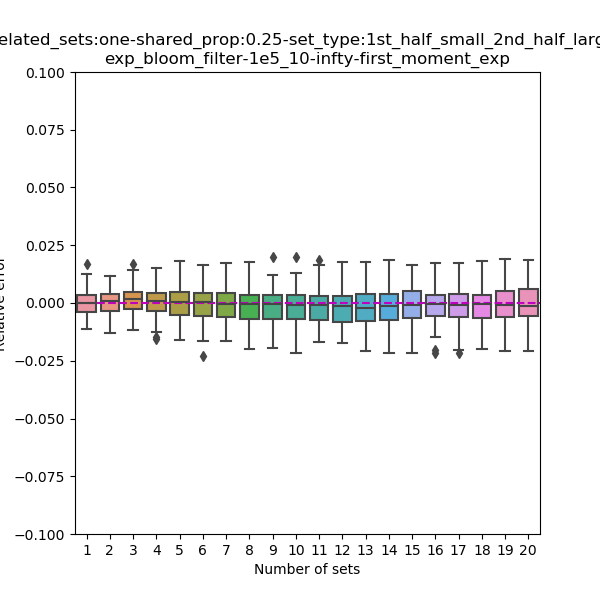 elated_sets:one-shared_prop:0.25-set_type:1st_half_small_2nd_half_larg
exp_bloom_filter-1e5_10-infty-first_moment_exp
0.100
0.075
0.050
0.025
0.000
−0.025
−0.050
−0.075
−0.100
Relative error
1 2 3 4 5 6 7 8 9 10 11 12 13 14 15 16 17 18 19 20
Number of sets